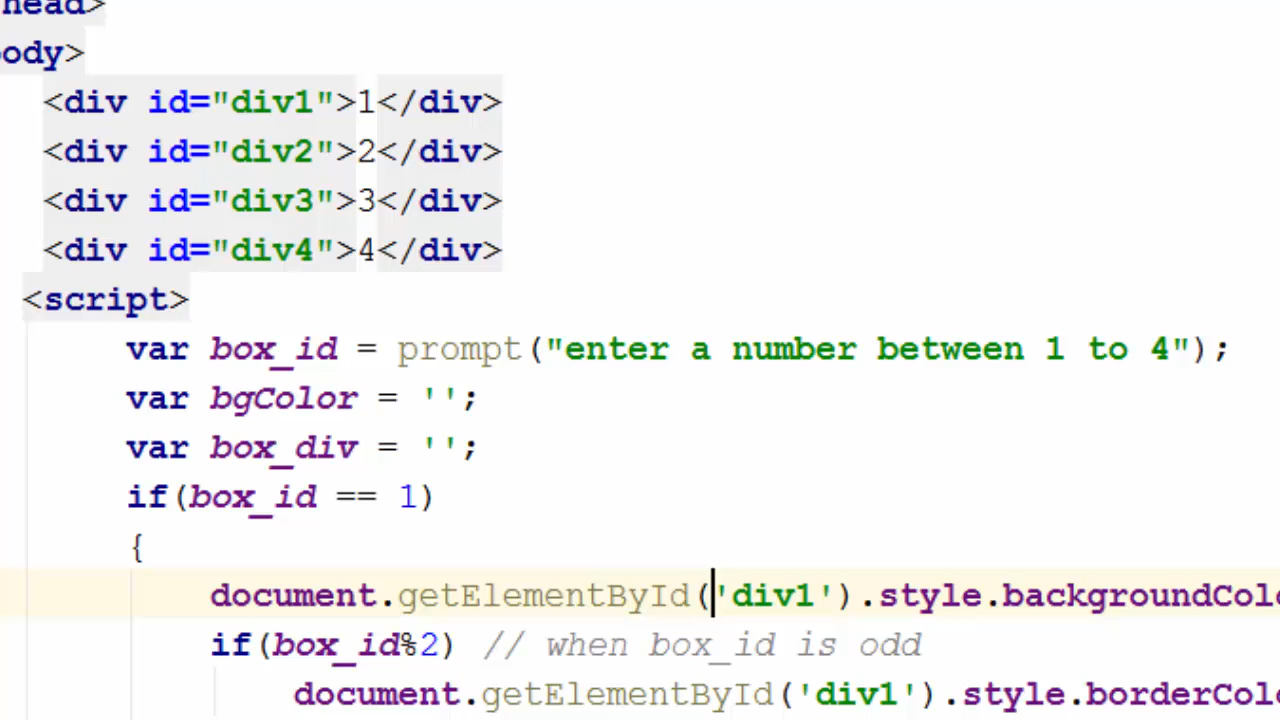 head>
body>
<div id="div1">1</div>
<div id="div2">2</div>
<div id="div3">3</div>
<div id="div4">4</div>
<script>
var box_id = prompt("enter a number between 1 to 4");
var bgColor = '';
var box_div = '';
if(box_id == 1)
{
document.getElementById('div1').style.backgroundColo
if(box_id%2) // when box_id is odd
document.getElementById('div1').style.borderColo